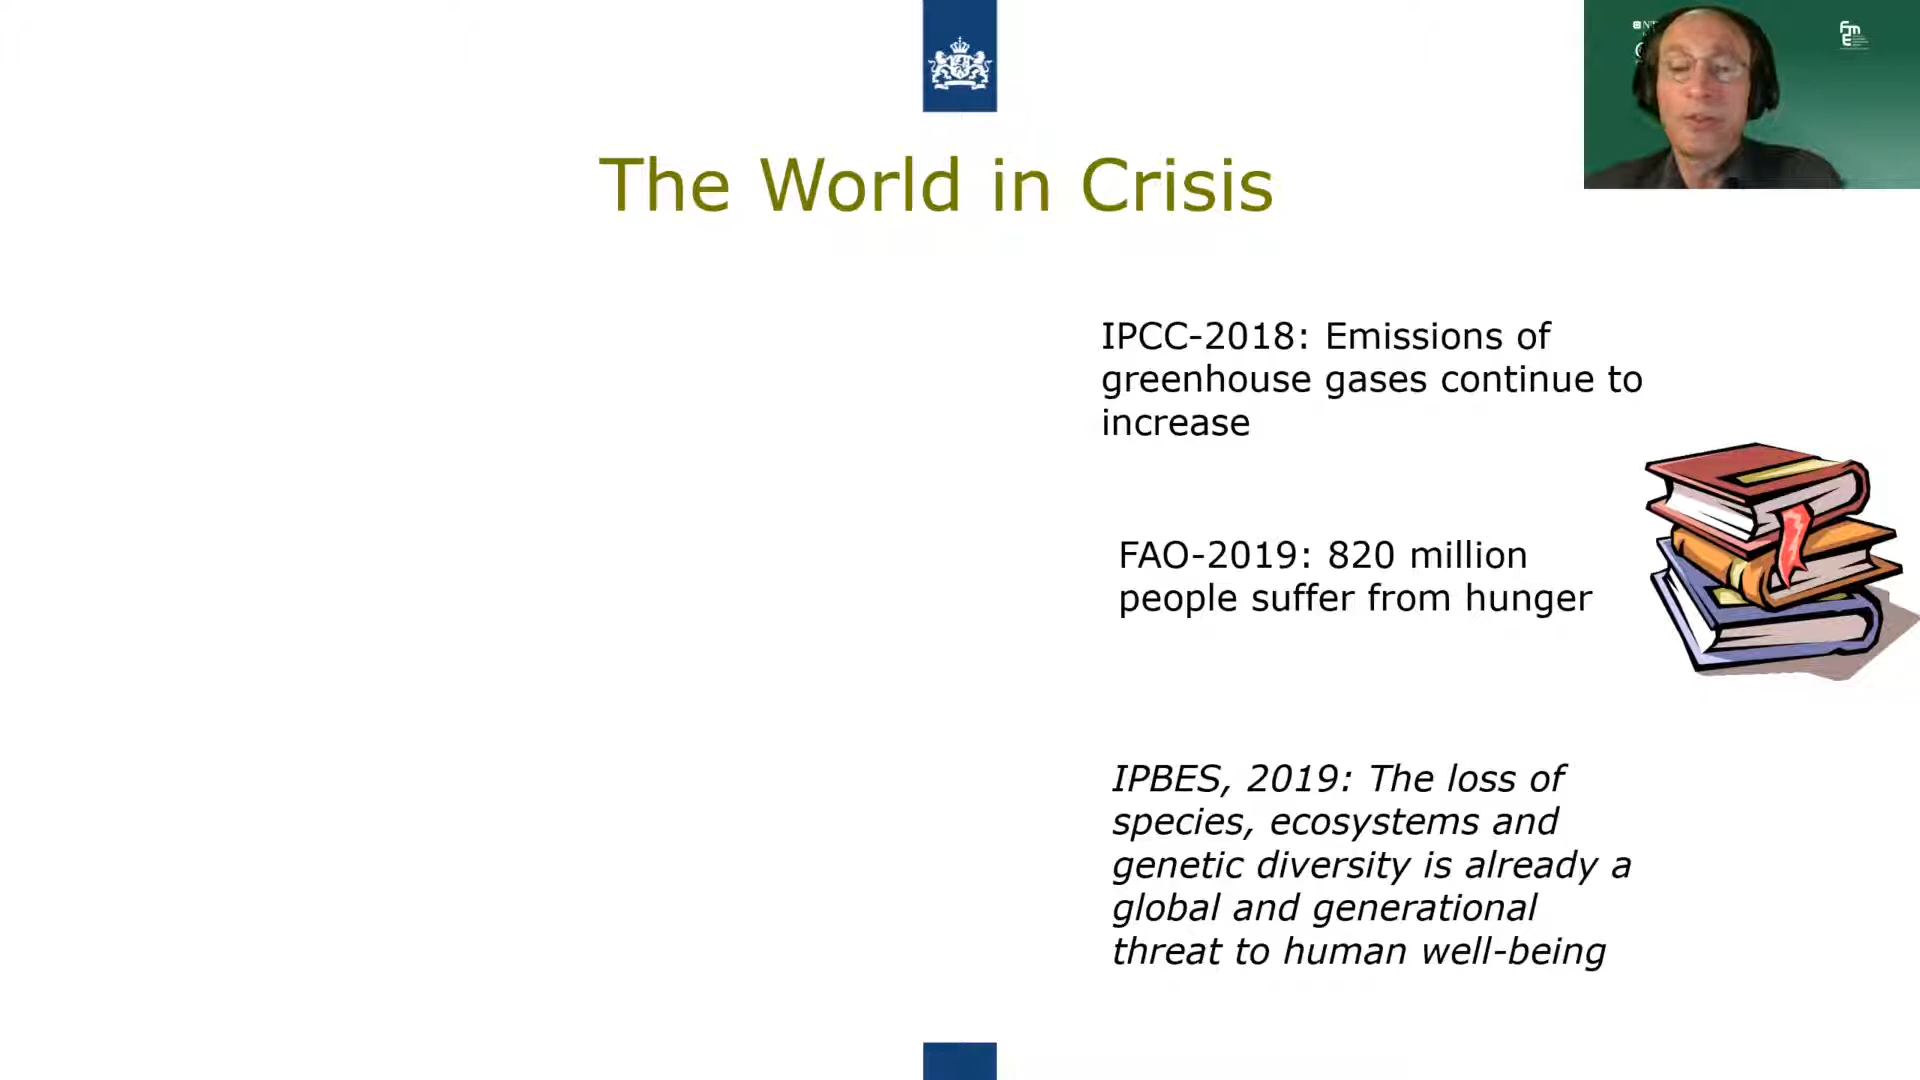 The World in Crisis
IPCC-2018: Emissions of
greenhouse gases continue to
increase
FAO-2019: 820 million
people suffer from hunger
IPBES, 2019: The loss of
species, ecosystems and
genetic diversity is already a
global and generational
threat to human well-being